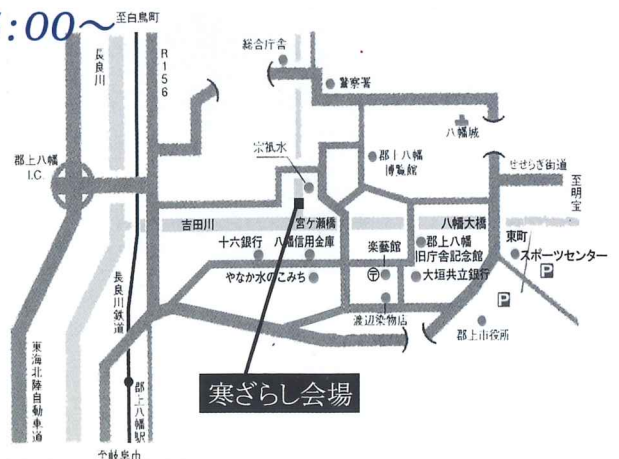 :00〜
至白鳥町
長良川
R156
総合庁舎
警察署
八幡城
宗祇水
郡上八幡
博覧館
せせらぎ街道
至明宝
郡上八幡
I.C.
吉田川
宮ケ瀬橋
八幡大橋
十六銀行
八幡信用金庫
楽藝館
郡上八幡
旧庁舎記念館
東町
スポーツセンター
やなか水のこみち
〒
大垣共立銀行
P
P
長良川鉄道
渡辺染物店
郡上市役所
東海北陸自動車道
郡上八幡駅
寒ざらし会場